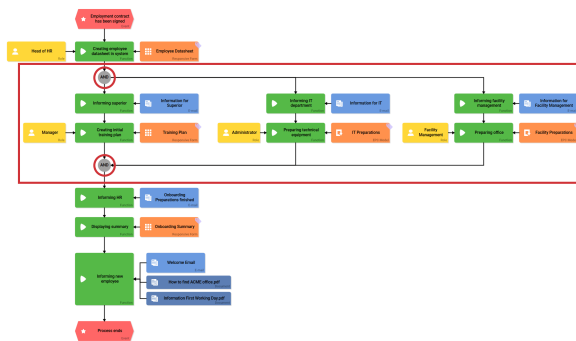 Employment contract
has been signed
Head of HR
Creating employee
datasheet in system
Employee Datasheet
AND
Informing superior
Information for
Superior
Informing IT
department
Information for IT
Informing facility
management
Information for
Facility Management
Manager
Creating initial
training plan
Training Plan
Administrator
Preparing technical
equipment
IT Preparations
Facility
Management
Preparing office
Facility Preparations
AND
Informing HR
Onboarding
Preparations finished
Displaying summary
Onboarding Summary
Informing new
employee
Welcome Email
How to find ACME office.pdf
Information First Working Day.pdf
Process ends